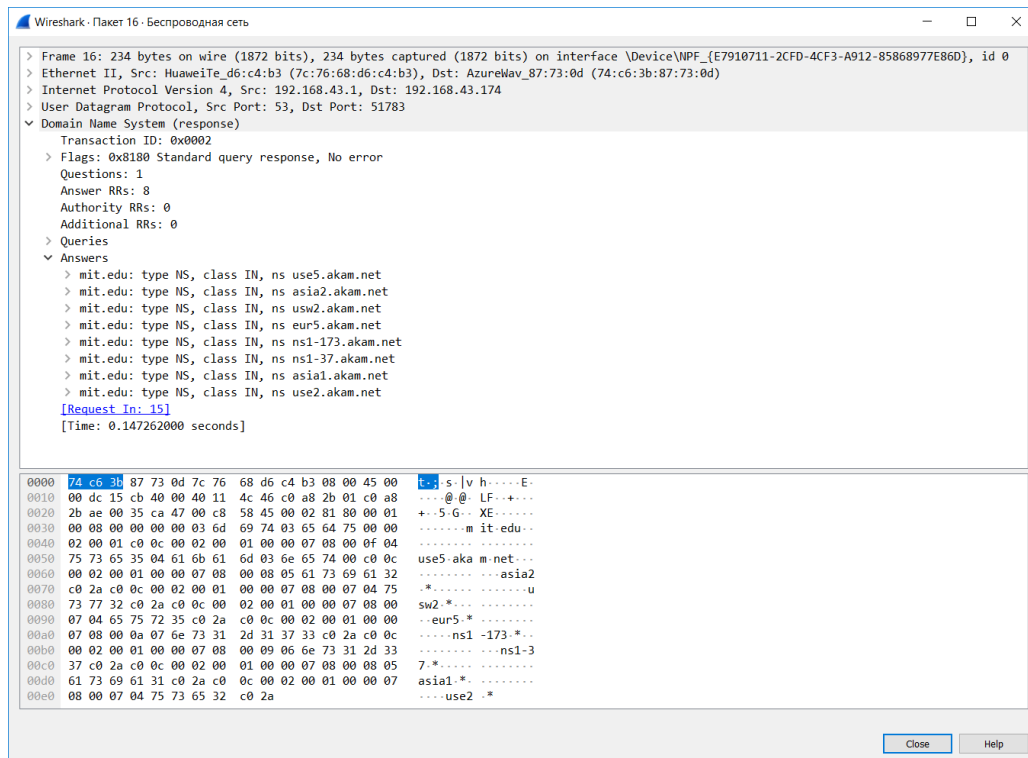 Wireshark · Пакет 16 · Беспроводная сеть
> Frame 16: 234 bytes on wire (1872 bits), 234 bytes captured (1872 bits) on interface \Device\NPF_{E7910711-2CFD-4CF3-A912-85868977E86D}, id 0
> Ethernet II, Src: HuaweiTe_d6:c4:b3 (7c:76:68:d6:c4:b3), Dst: AzureWav_87:73:0d (74:c6:3b:87:73:0d)
> Internet Protocol Version 4, Src: 192.168.43.1, Dst: 192.168.43.174
> User Datagram Protocol, Src Port: 53, Dst Port: 51783
Domain Name System (response)
Transaction ID: 0x0002
> Flags: 0x8180 Standard query response, No error
Questions: 1
Answer RRs: 8
Authority RRs: 0
Additional RRs: 0
> Queries
Answers
> mit.edu: type NS, class IN, ns use5.akam.net
> mit.edu: type NS, class IN, ns asia2.akam.net
> mit.edu: type NS, class IN, ns usw2.akam.net
> mit.edu: type NS, class IN, ns eur5.akam.net
> mit.edu: type NS, class IN, ns ns1-173.akam.net
> mit.edu: type NS, class IN, ns ns1-37.akam.net
> mit.edu: type NS, class IN, ns asia1.akam.net
> mit.edu: type NS, class IN, ns use2.akam.net
[Request In: 15]
[Time: 0.147262000 seconds]
0000 74 c6 3b 87 73 0d 7c 76 68 d6 c4 b3 08 00 45 00 t·;·s·|v h·····E·
0010 00 dc 15 cb 40 00 40 11 4c 46 c0 a8 2b 01 c0 a8 ····@·@· LF··+···
0020 2b ae 00 35 ca 47 00 c8 58 45 00 02 81 80 00 01 +··5·G·· XE······
0030 00 08 00 00 00 00 03 6d 69 74 03 65 64 75 00 00 ·······m it·edu··
0040 02 00 01 c0 0c 00 02 00 01 00 00 07 08 00 0f 04 ········ ········
0050 75 73 65 35 04 61 6b 61 6d 03 6e 65 74 00 c0 0c use5·aka m·net···
0060 00 02 00 01 00 00 07 08 00 08 05 61 73 69 61 32 ········ ···asia2
0070 c0 2a c0 0c 00 02 00 01 00 00 07 08 00 07 04 75 ·*······ ·······u
0080 73 77 32 c0 2a c0 0c 00 02 00 01 00 00 07 08 00 sw2·*··· ········
0090 07 04 65 75 72 35 c0 2a c0 0c 00 02 00 01 00 00 ··eur5·* ········
00a0 07 08 00 0a 07 6e 73 31 2d 31 37 33 c0 2a c0 0c ·····ns1 -173·*··
00b0 00 02 00 01 00 00 07 08 00 09 06 6e 73 31 2d 33 ········ ···ns1-3
00c0 37 c0 2a c0 0c 00 02 00 01 00 00 07 08 00 08 05 7·*····· ········
00d0 61 73 69 61 31 c0 2a c0 0c 00 02 00 01 00 00 07 asia1·*· ········
00e0 08 00 07 04 75 73 65 32 c0 2a ····use2 ·*
Close Help